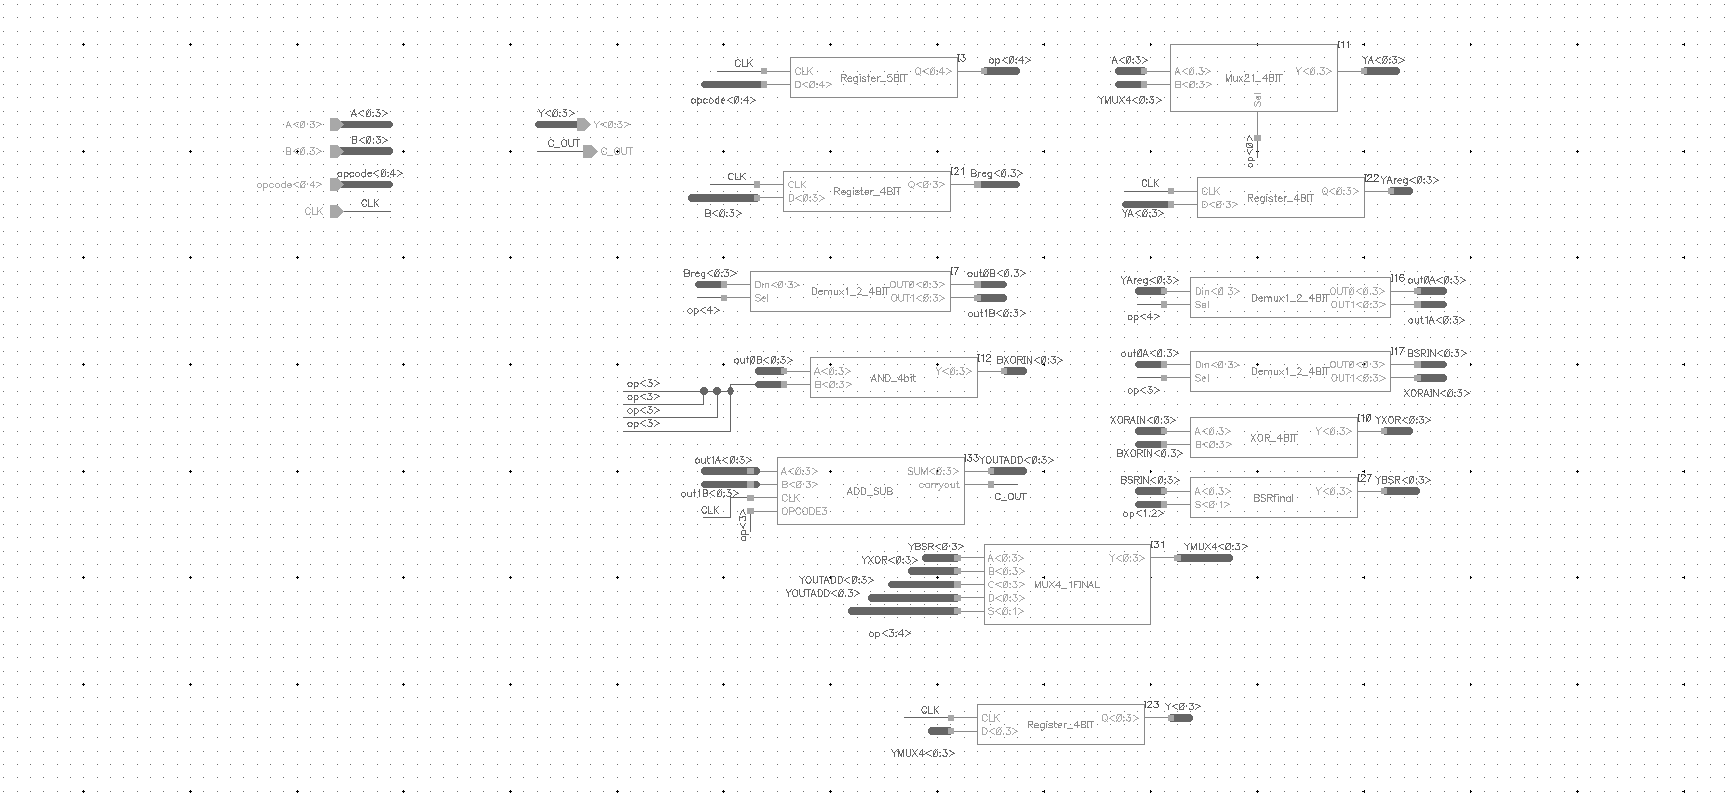 A<0:3>
A<0:3>
B<0:3>
B<0:3>
opcode<0:4>
opcode<0:4>
CLK
CLK
Y<0:3>
Y<0:3>
C_OUT
C_OUT
I3
CLK
CLK
Q<0:4>
op<0:4>
Register_5BIT
D<0:4>
opcode<0:4>
I11
A<0:3>
A<0:3>
Y<0:3>
YA<0:3>
Mux21_4BIT
B<0:3>
YMUX4<0:3>
Sel
op<0>
I21
CLK
CLK
Q<0:3>
Breg<0:3>
Register_4BIT
D<0:3>
B<0:3>
I22
CLK
CLK
Q<0:3>
YAreg<0:3>
Register_4BIT
D<0:3>
YA<0:3>
I7
Breg<0:3>
Din<0:3>
OUT0<0:3>
out0B<0:3>
Demux1_2_4BIT
Sel
OUT1<0:3>
op<4>
out1B<0:3>
I16
YAreg<0:3>
Din<0:3>
OUT0<0:3>
out0A<0:3>
Demux1_2_4BIT
Sel
OUT1<0:3>
op<4>
out1A<0:3>
I12
out0B<0:3>
A<0:3>
Y<0:3>
BXORIN<0:3>
AND_4bit
B<0:3>
op<3>
op<3>
op<3>
op<3>
I17
out0A<0:3>
Din<0:3>
OUT0<0:3>
BSRIN<0:3>
Demux1_2_4BIT
Sel
OUT1<0:3>
op<3>
XORAIN<0:3>
I10
XORAIN<0:3>
A<0:3>
Y<0:3>
YXOR<0:3>
XOR_4BIT
B<0:3>
BXORIN<0:3>
I33
out1A<0:3>
A<0:3>
SUM<0:3>
YOUTADD<0:3>
B<0:3>
carryout
out1B<0:3>
ADD_SUB
C_OUT
CLK
CLK
OPCODE3
op<3>
I27
BSRIN<0:3>
A<0:3>
Y<0:3>
YBSR<0:3>
BSRfinal
S<0:1>
op<1:2>
I31
YBSR<0:3>
A<0:3>
Y<0:3>
YMUX4<0:3>
YXOR<0:3>
B<0:3>
YOUTADD<0:3>
C<0:3>
MUX4_1FINAL
YOUTADD<0:3>
D<0:3>
S<0:1>
op<3:4>
I23
CLK
CLK
Q<0:3>
Y<0:3>
Register_4BIT
D<0:3>
YMUX4<0:3>